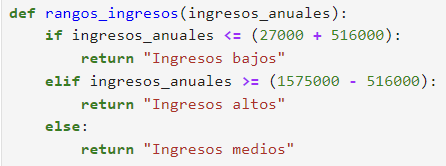 def rangos_ingresos(ingresos_anuales):
    if ingresos_anuales <= (27000 + 516000):
        return "Ingresos bajos"
    elif ingresos_anuales >= (1575000 - 516000):
        return "Ingresos altos"
    else:
        return "Ingresos medios"